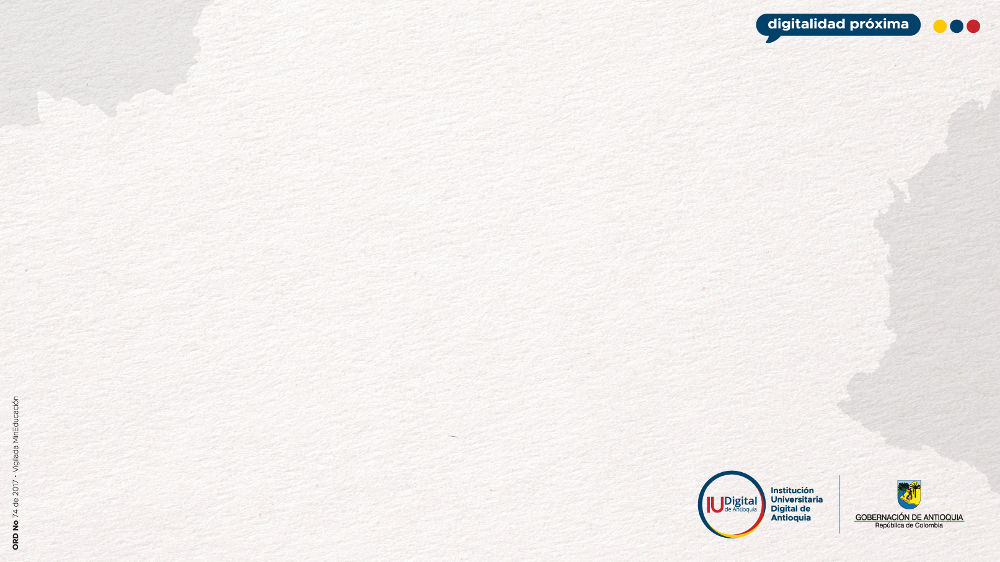 digitalidad próxima
ORD No 74 de 2017 • Vigilada MinEducación
IUDigital
de Antioquia
Institución
Universitaria
Digital de
Antioquia
GOBERNACIÓN DE ANTIOQUIA
República de Colombia